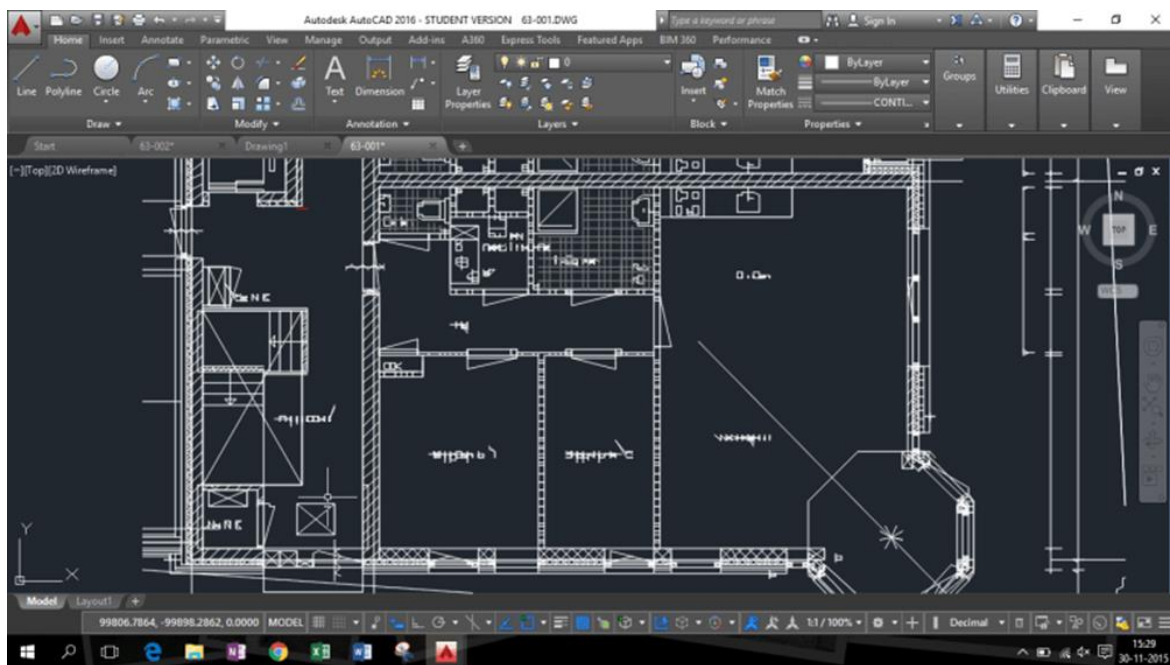 Autodesk AutoCAD 2016 - STUDENT VERSION 63-001.DWG
Type a keyword or phrase
Sign In
Home Insert Annotate Parametric View Manage Output Add-ins A360 Express Tools Featured Apps BIM 360 Performance
Line Polyline Circle Arc
Text Dimension
Layer Properties
0
Insert
Match Properties
ByLayer
ByLayer
CONTI...
Groups
Utilities
Clipboard
View
Draw Modify Annotation Layers Block Properties
Start 63-002* Drawing1 63-001*
[−][Top][2D Wireframe]
N
W TOP E
S
WCS
Y
X
Model Layout1
99806.7864, -99898.2862, 0.0000 MODEL 1:1 / 100% Decimal
15:29
30-11-2015